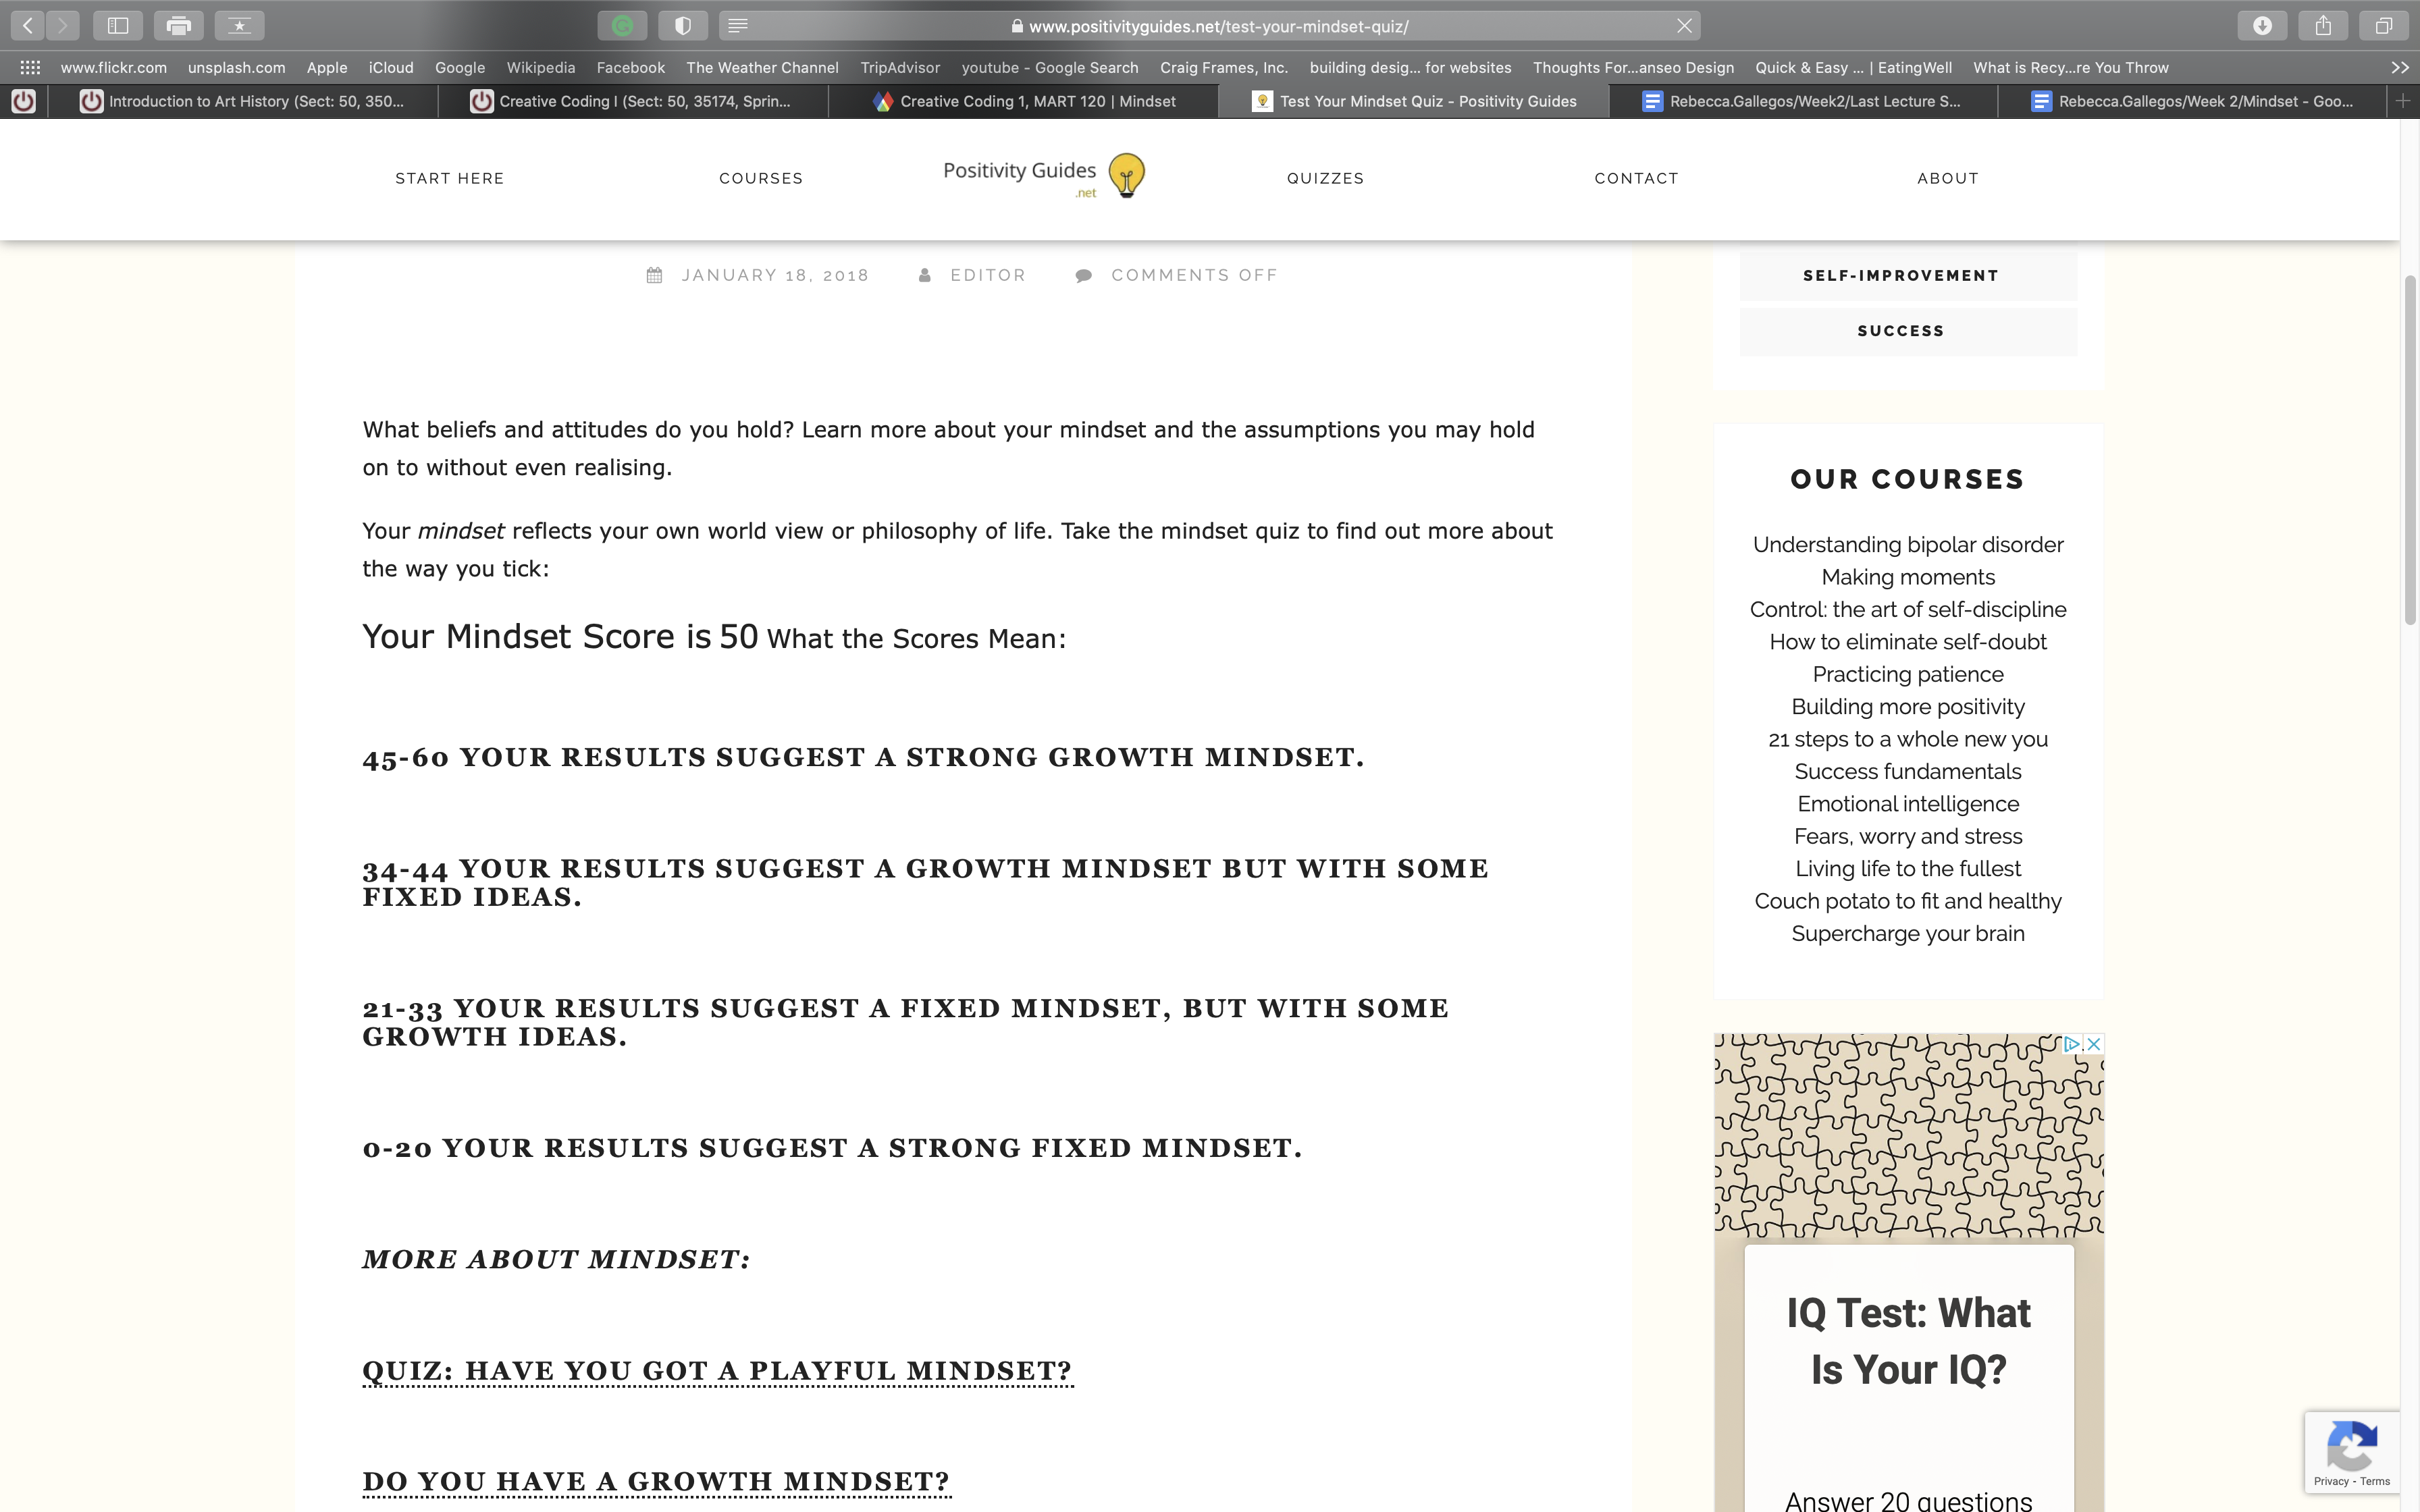 www.positivityguides.net/test-your-mindset-quiz/
www.flickr.com unsplash.com Apple iCloud Google Wikipedia Facebook The Weather Channel TripAdvisor youtube - Google Search Craig Frames, Inc. building desig... for websites Thoughts For...anseo Design Quick & Easy ... | EatingWell What is Recy...re You Throw
Introduction to Art History (Sect: 50, 350... Creative Coding I (Sect: 50, 35174, Sprin... Creative Coding 1, MART 120 | Mindset Test Your Mindset Quiz - Positivity Guides Rebecca.Gallegos/Week2/Last Lecture S... Rebecca.Gallegos/Week 2/Mindset - Goo...
START HERE COURSES Positivity Guides .net QUIZZES CONTACT ABOUT
JANUARY 18, 2018 EDITOR COMMENTS OFF
What beliefs and attitudes do you hold? Learn more about your mindset and the assumptions you may hold
on to without even realising.
Your mindset reflects your own world view or philosophy of life. Take the mindset quiz to find out more about
the way you tick:
Your Mindset Score is 50 What the Scores Mean:
45-60 YOUR RESULTS SUGGEST A STRONG GROWTH MINDSET.
34-44 YOUR RESULTS SUGGEST A GROWTH MINDSET BUT WITH SOME
FIXED IDEAS.
21-33 YOUR RESULTS SUGGEST A FIXED MINDSET, BUT WITH SOME
GROWTH IDEAS.
0-20 YOUR RESULTS SUGGEST A STRONG FIXED MINDSET.
MORE ABOUT MINDSET:
QUIZ: HAVE YOU GOT A PLAYFUL MINDSET?
DO YOU HAVE A GROWTH MINDSET?
SELF-IMPROVEMENT
SUCCESS
OUR COURSES
Understanding bipolar disorder
Making moments
Control: the art of self-discipline
How to eliminate self-doubt
Practicing patience
Building more positivity
21 steps to a whole new you
Success fundamentals
Emotional intelligence
Fears, worry and stress
Living life to the fullest
Couch potato to fit and healthy
Supercharge your brain
IQ Test: What
Is Your IQ?
Answer 20 questions
Privacy - Terms